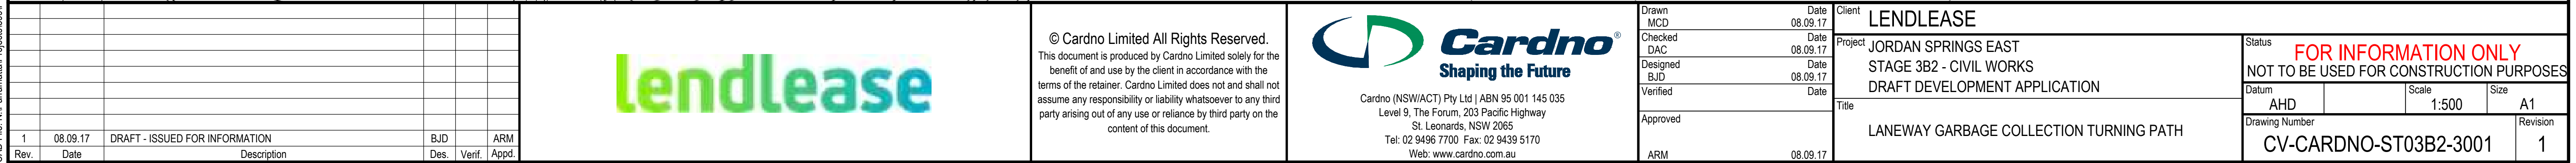 1 08.09.17 DRAFT - ISSUED FOR INFORMATION BJD ARM
Rev. Date Description Des. Verif. Appd.
lendlease
© Cardno Limited All Rights Reserved.
This document is produced by Cardno Limited solely for the
benefit of and use by the client in accordance with the
terms of the retainer. Cardno Limited does not and shall not
assume any responsibility or liability whatsoever to any third
party arising out of any use or reliance by third party on the
content of this document.
Cardno®
Shaping the Future
Cardno (NSW/ACT) Pty Ltd | ABN 95 001 145 035
Level 9, The Forum, 203 Pacific Highway
St. Leonards, NSW 2065
Tel: 02 9496 7700 Fax: 02 9439 5170
Web: www.cardno.com.au
Drawn Date
MCD 08.09.17
Checked Date
DAC 08.09.17
Designed Date
BJD 08.09.17
Verified Date
Approved
ARM 08.09.17
Client LENDLEASE
Project JORDAN SPRINGS EAST
STAGE 3B2 - CIVIL WORKS
DRAFT DEVELOPMENT APPLICATION
Title
LANEWAY GARBAGE COLLECTION TURNING PATH
Status
FOR INFORMATION ONLY
NOT TO BE USED FOR CONSTRUCTION PURPOSES
Datum Scale Size
AHD 1:500 A1
Drawing Number Revision
CV-CARDNO-ST03B2-3001 1